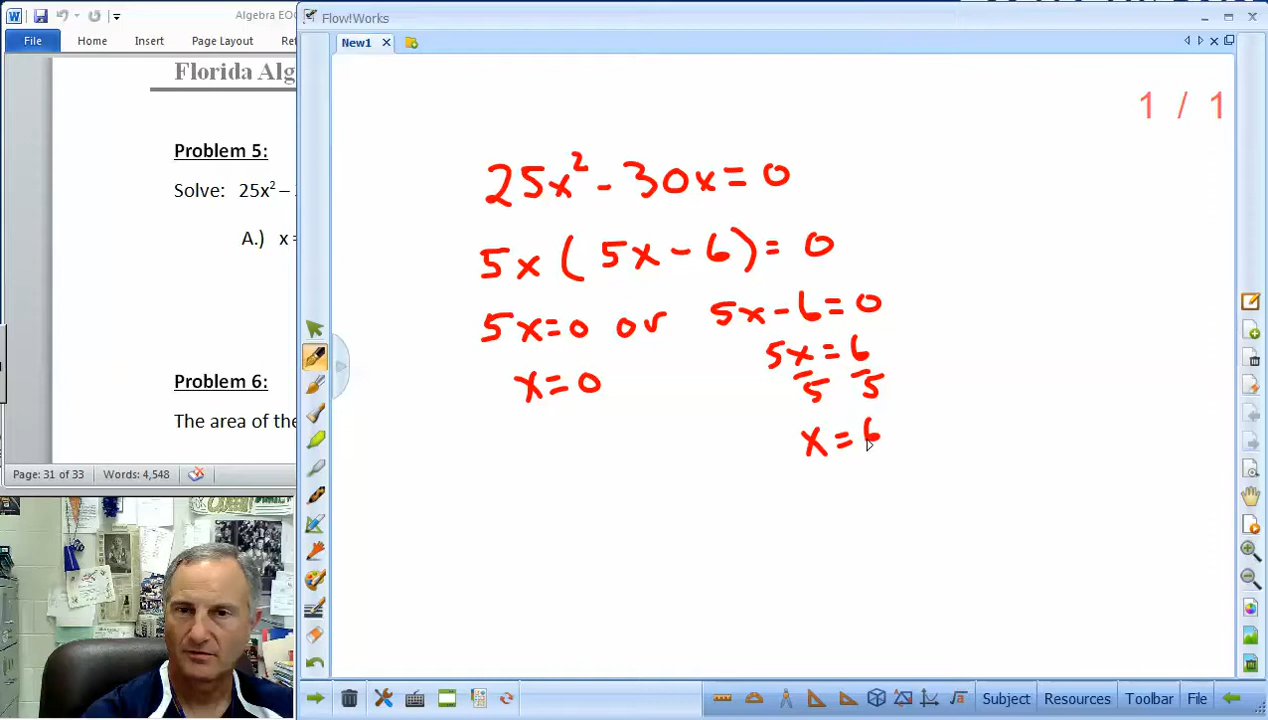 Algebra EOC
Flow!Works
File Home Insert Page Layout Ref
New1
Florida Alg
1 / 1
Problem 5:
Solve: 25x² –
A.) x =
Problem 6:
The area of the
25x² - 30x = 0
5x ( 5x - 6 ) = 0
5x = 0 or 5x - 6 = 0
5x = 6
5 5
x = 0
x = 6
Page: 31 of 33 Words: 4,548
Subject Resources Toolbar File